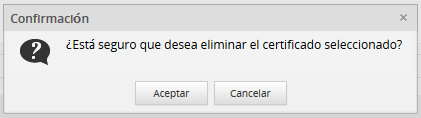 Confirmación
¿Está seguro que desea eliminar el certificado seleccionado?
Aceptar
Cancelar